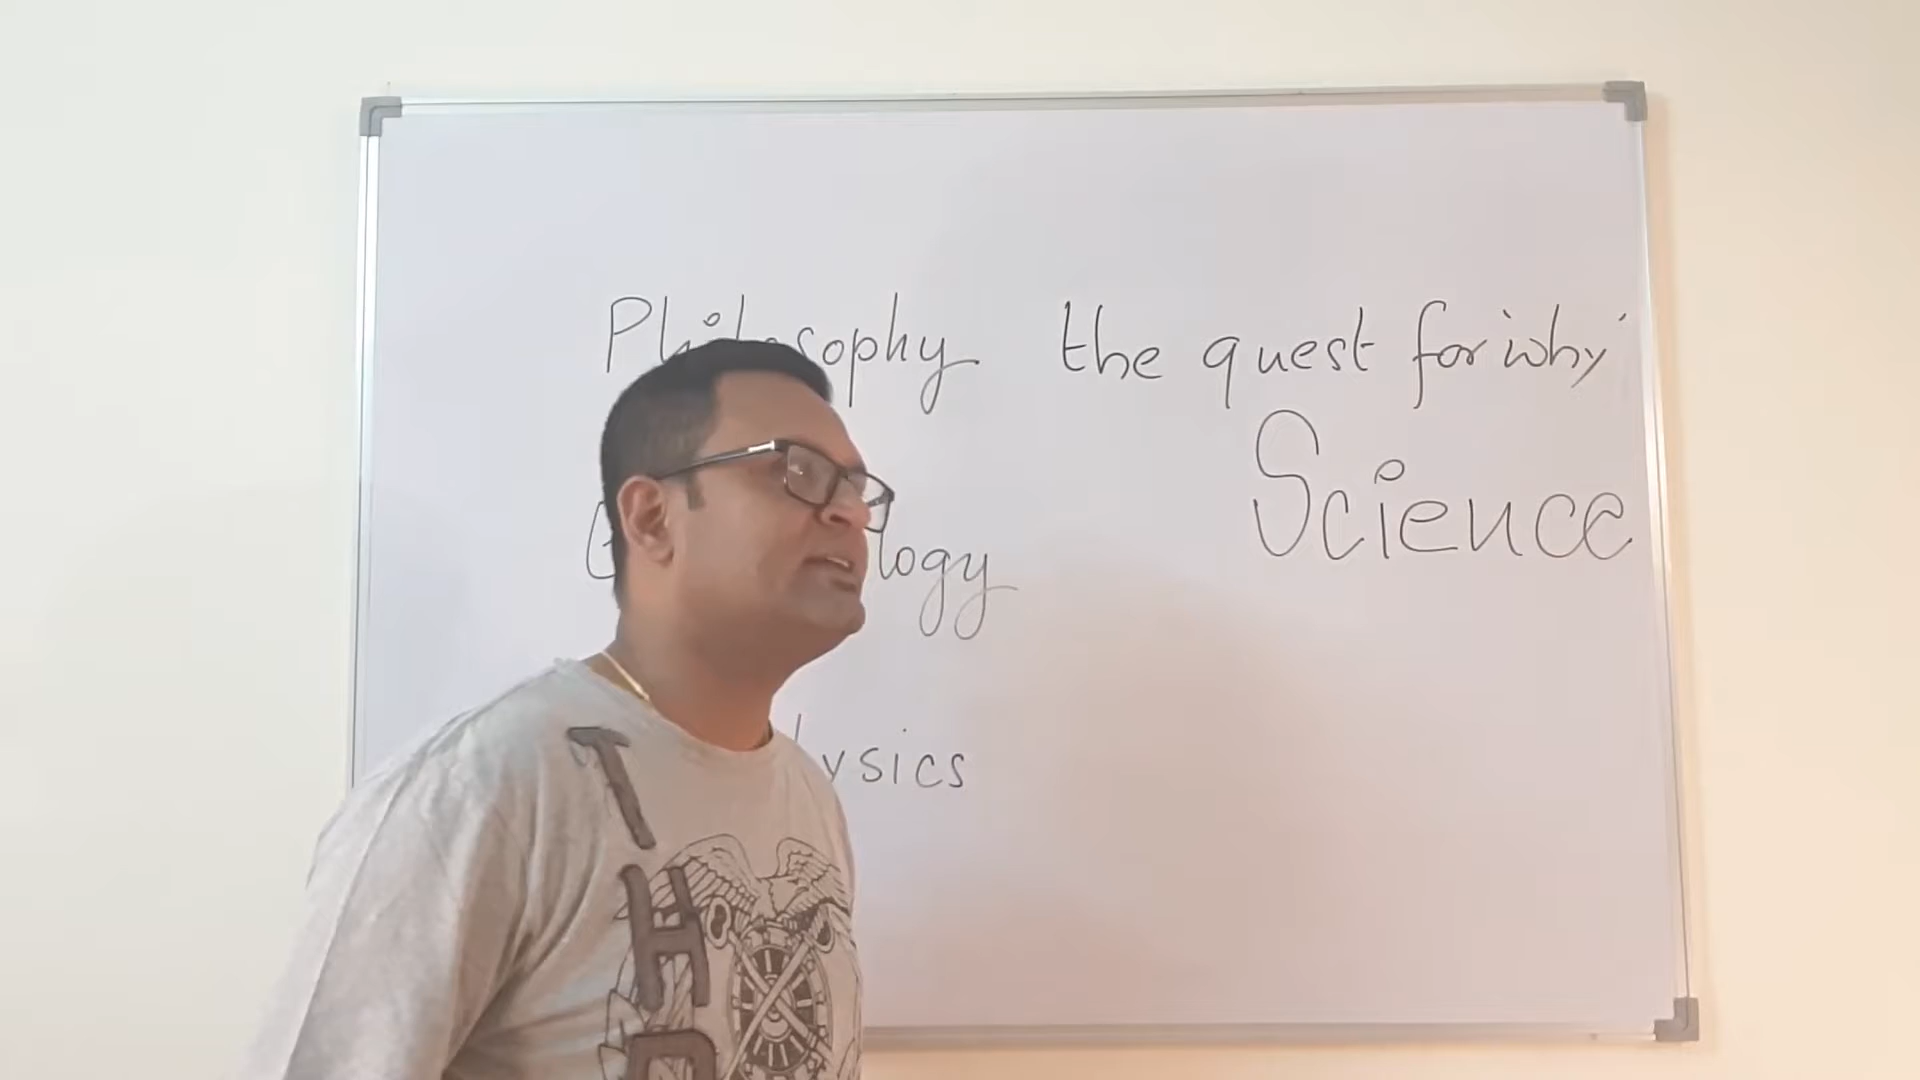 Philosophy the quest for 'why'
Science
logy
ysics
T
H